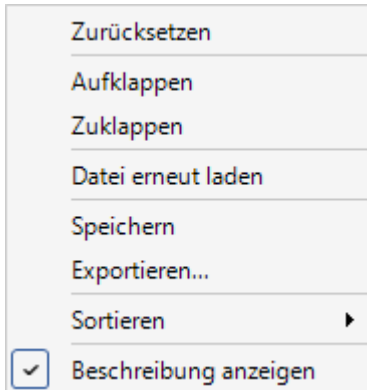 Zurücksetzen
Aufklappen
Zuklappen
Datei erneut laden
Speichern
Exportieren...
Sortieren
Beschreibung anzeigen